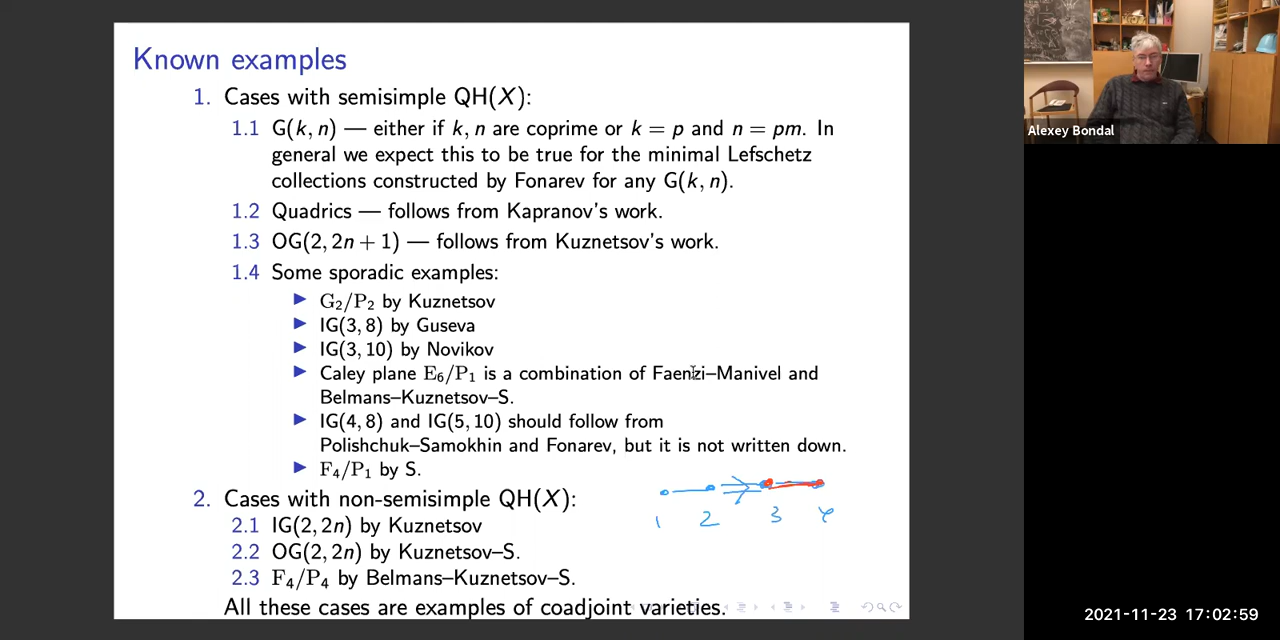 Known examples
1. Cases with semisimple QH(X):
1.1 G(k, n) — either if k, n are coprime or k = p and n = pm. In
general we expect this to be true for the minimal Lefschetz
collections constructed by Fonarev for any G(k, n).
1.2 Quadrics — follows from Kapranov's work.
1.3 OG(2, 2n + 1) — follows from Kuznetsov's work.
1.4 Some sporadic examples:
▶ G₂/P₂ by Kuznetsov
▶ IG(3, 8) by Guseva
▶ IG(3, 10) by Novikov
▶ Caley plane E₆/P₁ is a combination of Faenzi–Manivel and
Belmans–Kuznetsov–S.
▶ IG(4, 8) and IG(5, 10) should follow from
Polishchuk–Samokhin and Fonarev, but it is not written down.
▶ F₄/P₁ by S.
2. Cases with non-semisimple QH(X):
2.1 IG(2, 2n) by Kuznetsov
2.2 OG(2, 2n) by Kuznetsov–S.
2.3 F₄/P₄ by Belmans–Kuznetsov–S.
All these cases are examples of coadjoint varieties.
1 2 3 4
Alexey Bondal
2021-11-23 17:02:59